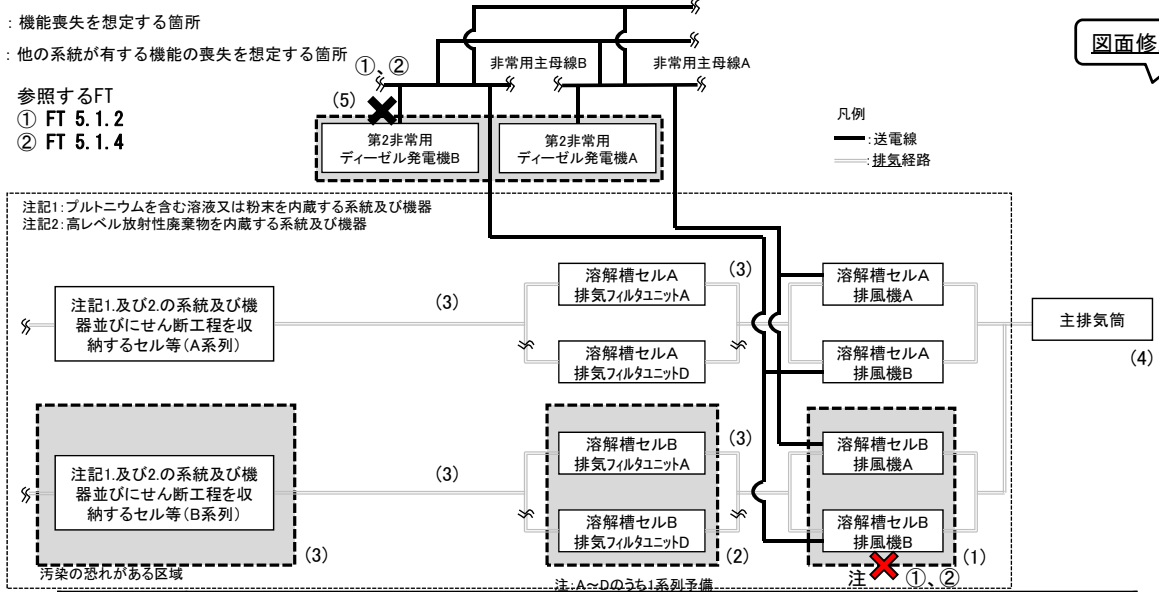 ：機能喪失を想定する箇所
：他の系統が有する機能の喪失を想定する箇所
参照するFT
① FT 5.1.2
② FT 5.1.4
①、②
(5)
非常用主母線B
非常用主母線A
第2非常用
ディーゼル発電機B
第2非常用
ディーゼル発電機A
凡例
：送電線
：排気経路
図面修
注記1：プルトニウムを含む溶液又は粉末を内蔵する系統及び機器
注記2：高レベル放射性廃棄物を内蔵する系統及び機器
注記1.及び2.の系統及び機
器並びにせん断工程を収
納するセル等(A系列)
(3)
溶解槽セルA
排気フィルタユニットA
溶解槽セルA
排気フィルタユニットD
(3)
溶解槽セルA
排風機A
溶解槽セルA
排風機B
主排気筒
(4)
注記1.及び2.の系統及び機
器並びにせん断工程を収
納するセル等(B系列)
(3)
(3)
溶解槽セルB
排気フィルタユニットA
溶解槽セルB
排気フィルタユニットD
(3)
(2)
溶解槽セルB
排風機A
溶解槽セルB
排風機B
(1)
汚染の恐れがある区域
注：A～Dのうち1系列予備
注
①、②